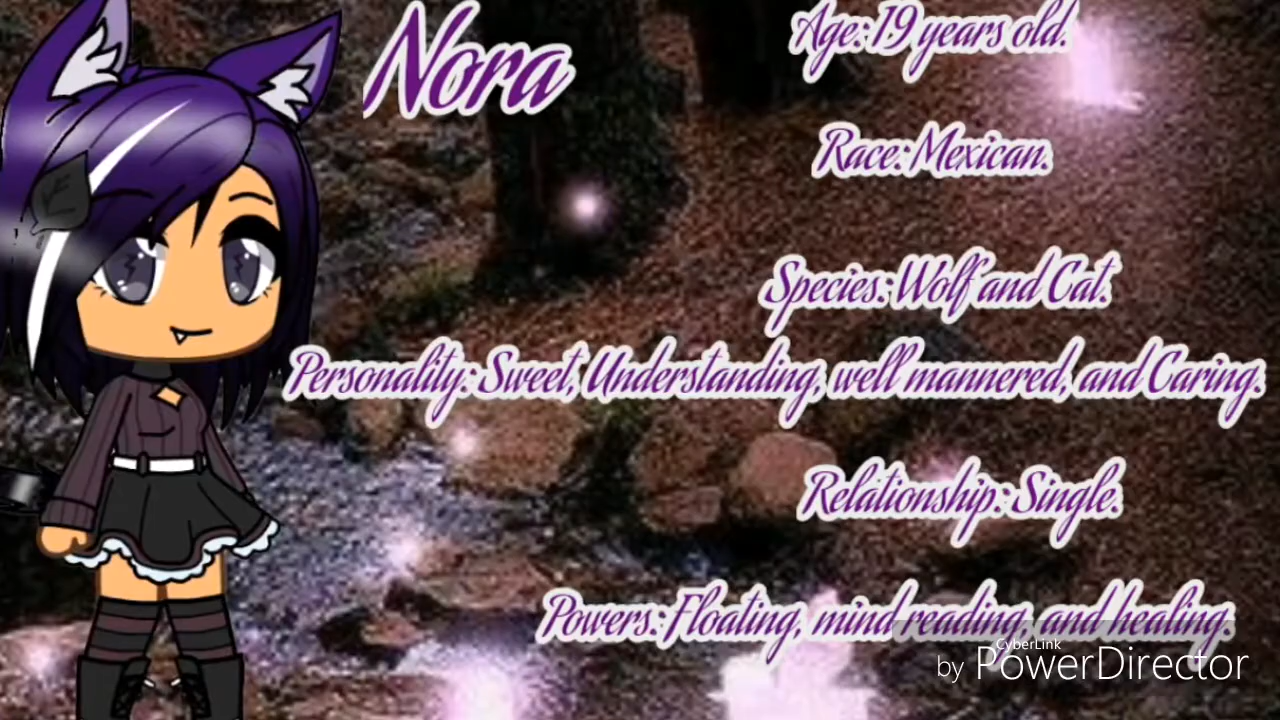 Nora
Age: 19 years old.
Race: Mexican.
Species: Wolf and Cat.
Personality: Sweet, Understanding, well mannered, and Caring.
Relationship: Single.
Powers: Floating, mind reading, and healing.
CyberLink
by PowerDirector